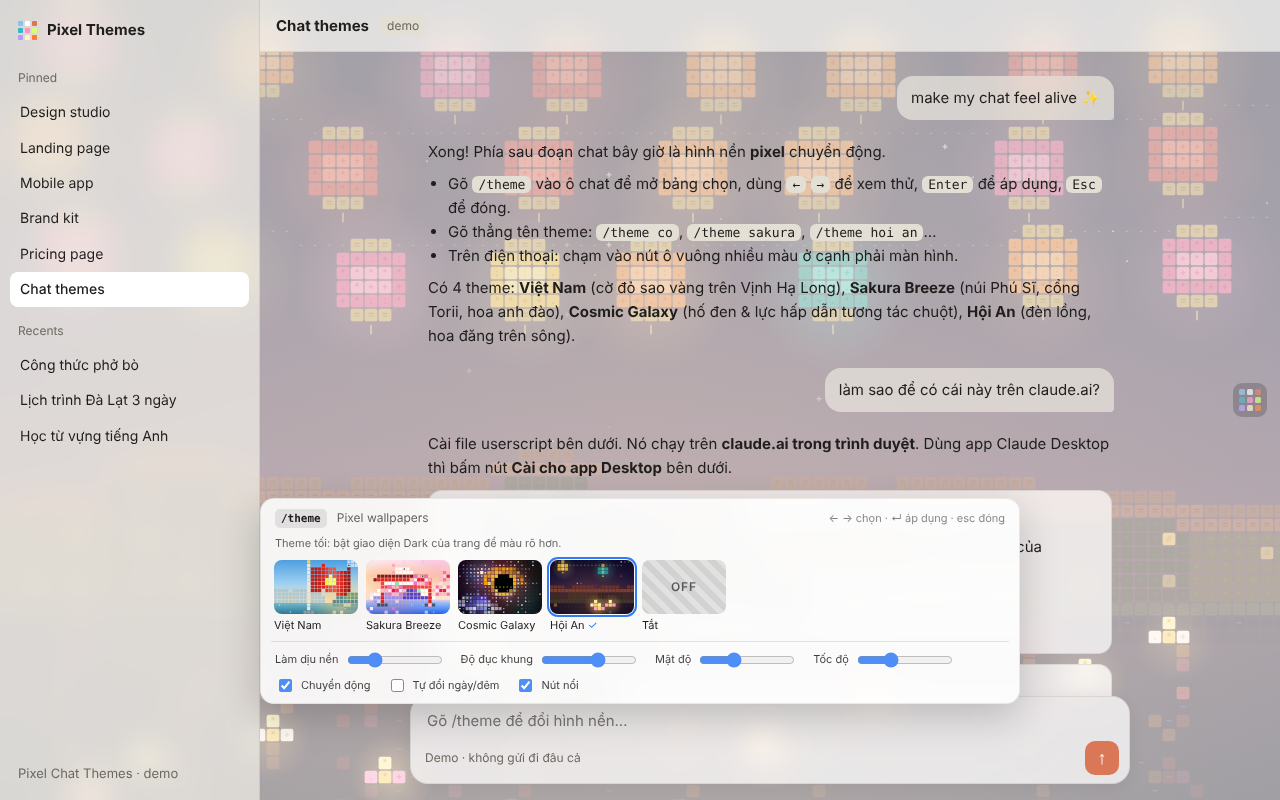 Pixel Themes
Pinned
Design studio
Landing page
Mobile app
Brand kit
Pricing page
Chat themes
Recents
Công thức phở bò
Lịch trình Đà Lạt 3 ngày
Học từ vựng tiếng Anh
Pixel Chat Themes · demo
Chat themes demo
make my chat feel alive ✨
Xong! Phía sau đoạn chat bây giờ là hình nền pixel chuyển động.
• Gõ /theme vào ô chat để mở bảng chọn, dùng ← → để xem thử, Enter để áp dụng, Esc
để đóng.
• Gõ thẳng tên theme: /theme co, /theme sakura, /theme hoi an...
• Trên điện thoại: chạm vào nút ô vuông nhiều màu ở cạnh phải màn hình.
Có 4 theme: Việt Nam (cờ đỏ sao vàng trên Vịnh Hạ Long), Sakura Breeze (núi Phú Sĩ, cổng
Torii, hoa anh đào), Cosmic Galaxy (hố đen & lực hấp dẫn tương tác chuột), Hội An (đèn lồng,
hoa đăng trên sông).
làm sao để có cái này trên claude.ai?
Cài file userscript bên dưới. Nó chạy trên claude.ai trong trình duyệt. Dùng app Claude Desktop
thì bấm nút Cài cho app Desktop bên dưới.
của
/theme Pixel wallpapers ← → chọn · ↵ áp dụng · esc đóng
Theme tối: bật giao diện Dark của trang để màu rõ hơn.
OFF
Việt Nam Sakura Breeze Cosmic Galaxy Hội An ✓ Tắt
Làm dịu nền Độ đục khung Mật độ Tốc độ
Chuyển động Tự đổi ngày/đêm Nút nổi
Gõ /theme để đổi hình nền...
Demo · không gửi đi đâu cả
↑